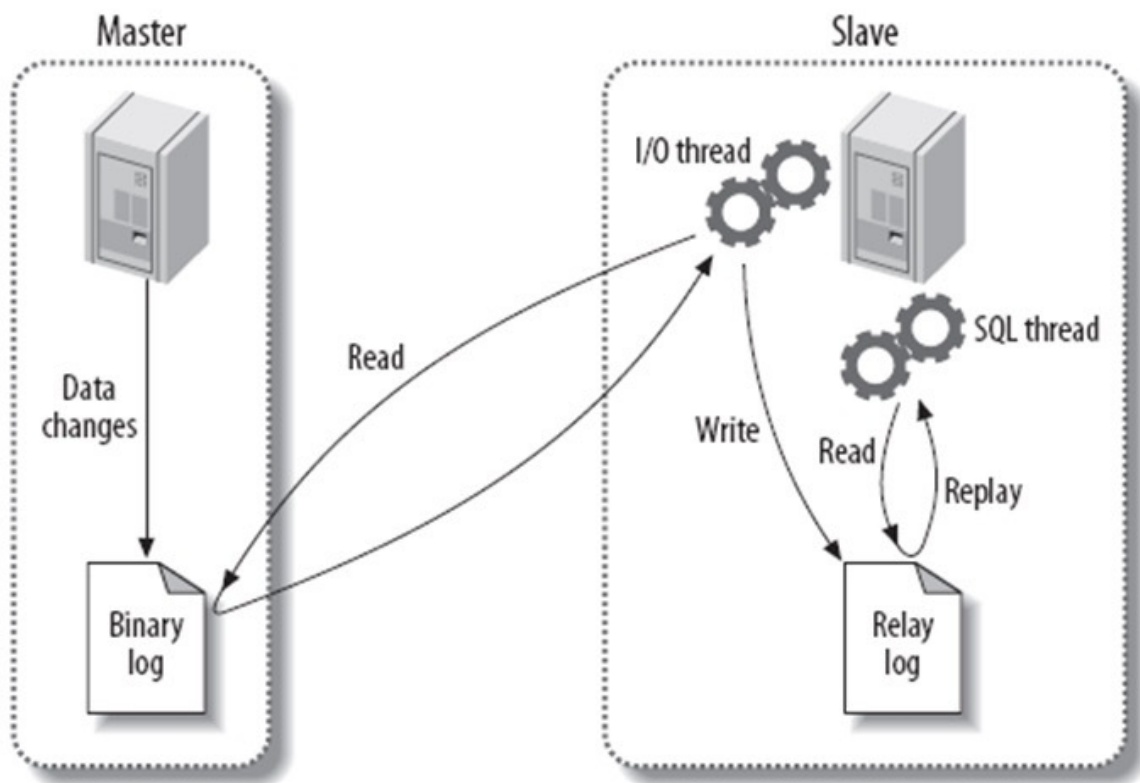 Master
Slave
I/O thread
SQL thread
Read
Data
changes
Write
Read
Replay
Binary
log
Relay
log